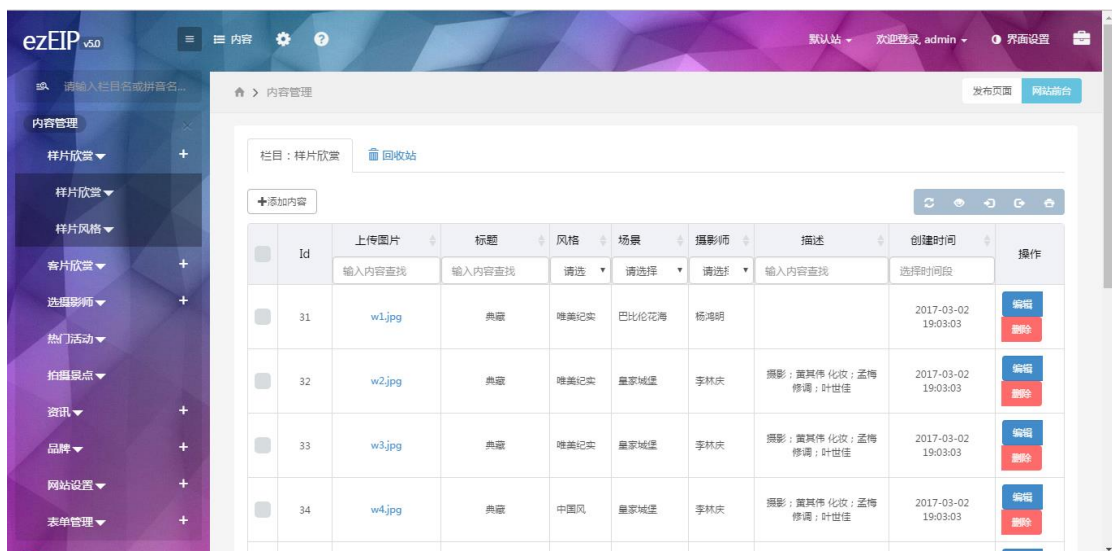 ezEIP v5.0
内容
默认站
欢迎登录, admin
界面设置
请输入栏目名或拼音名...
内容管理
发布页面
网站前台
内容管理
样片欣赏
样片欣赏
样片风格
客片欣赏
选摄影师
热门活动
拍摄景点
资讯
品牌
网站设置
表单管理
栏目：样片欣赏
回收站
添加内容
Id 上传图片 标题 风格 场景 摄影师 描述 创建时间 操作
输入内容查找 输入内容查找 请选 请选择 请选 输入内容查找 选择时间段
31 w1.jpg 典藏 唯美纪实 巴比伦花海 杨鸿明 2017-03-02 编辑
19:03:03 删除
32 w2.jpg 典藏 唯美纪实 皇家城堡 李林庆 摄影；董其伟 化妆；孟梅 2017-03-02 编辑
修调；叶世佳 19:03:03 删除
33 w3.jpg 典藏 唯美纪实 皇家城堡 李林庆 摄影；董其伟 化妆；孟梅 2017-03-02 编辑
修调；叶世佳 19:03:03 删除
34 w4.jpg 典藏 中国风 皇家城堡 李林庆 摄影；董其伟 化妆；孟梅 2017-03-02 编辑
修调；叶世佳 19:03:03 删除